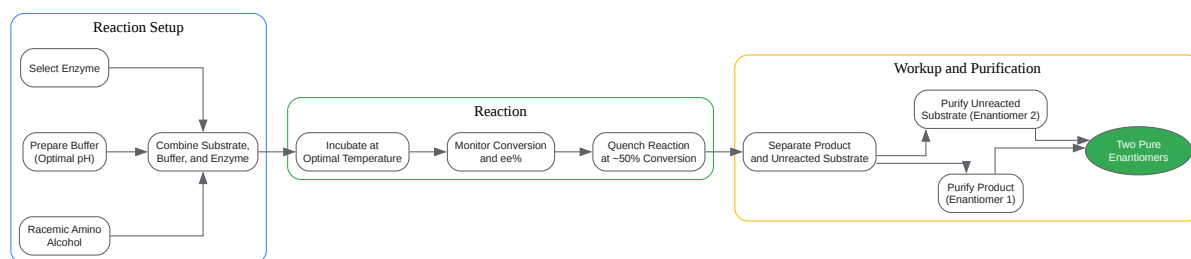 Reaction Setup
Select Enzyme
Prepare Buffer
(Optimal pH)
Combine Substrate,
Buffer, and Enzyme
Racemic Amino
Alcohol
Reaction
Incubate at
Optimal Temperature
Monitor Conversion
and ee%
Quench Reaction
at ~50% Conversion
Workup and Purification
Separate Product
and Unreacted Substrate
Purify Unreacted
Substrate (Enantiomer 2)
Purify Product
(Enantiomer 1)
Two Pure
Enantiomers